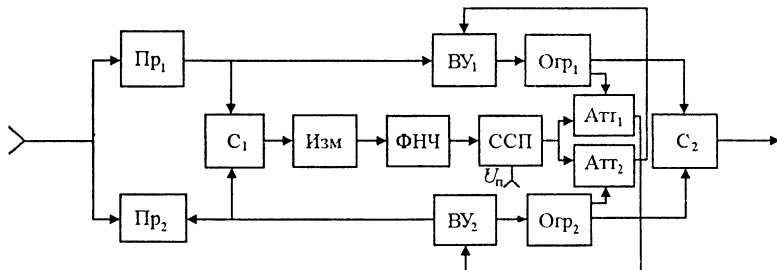 Пр₁
ВУ₁
Огр₁
С₁
Изм
ФНЧ
ССП
Атт₁
С₂
Атт₂
Uп
Пр₂
ВУ₂
Огр₂